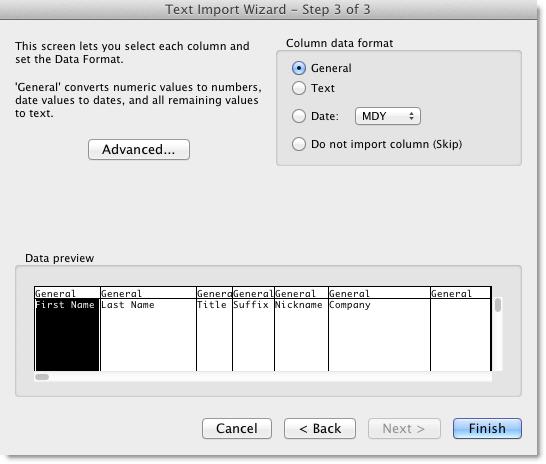 Text Import Wizard – Step 3 of 3
This screen lets you select each column and
set the Data Format.
'General' converts numeric values to numbers,
date values to dates, and all remaining values
to text.
Advanced...
Column data format
General
Text
Date: MDY
Do not import column (Skip)
Data preview
General General Genera General General General General
First Name Last Name Title Suffix Nickname Company
Cancel < Back Next > Finish